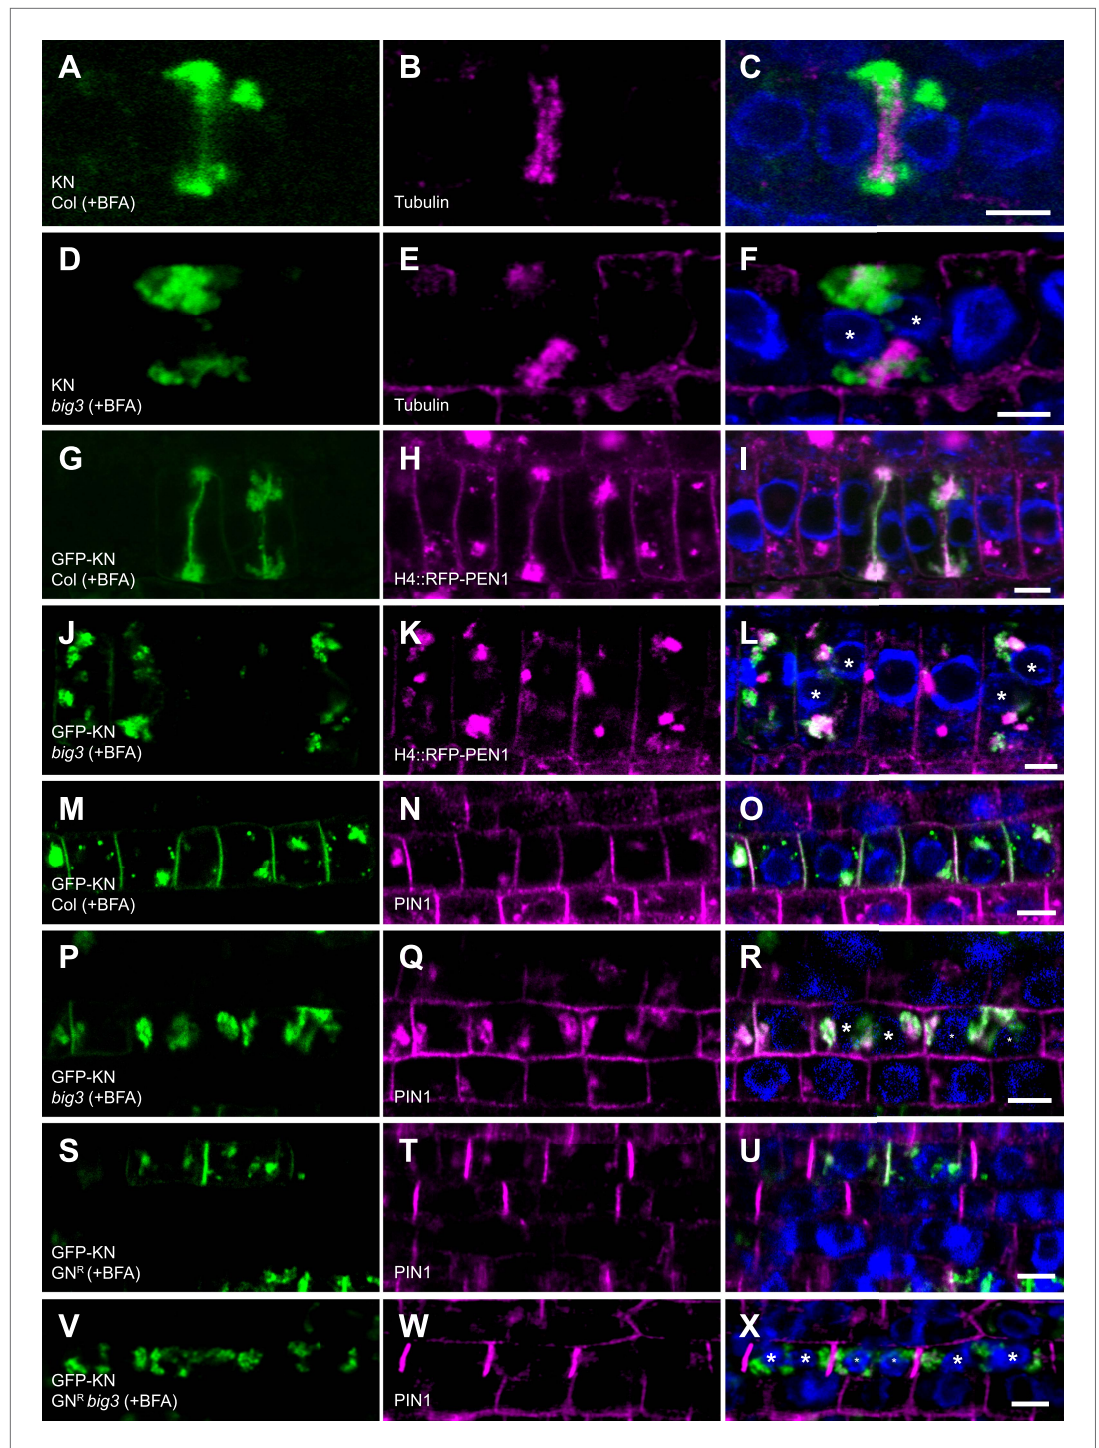 A B C
KN
Col (+BFA) Tubulin
D E F
* *
KN
big3 (+BFA) Tubulin
G H I
GFP-KN
Col (+BFA) H4::RFP-PEN1
J K L
* * * *
GFP-KN
big3 (+BFA) H4::RFP-PEN1
M N O
GFP-KN
Col (+BFA) PIN1
P Q R
* * * *
GFP-KN
big3 (+BFA) PIN1
S T U
GFP-KN
GNᴿ (+BFA) PIN1
V W X
* * * * * *
GFP-KN
GNᴿ big3 (+BFA) PIN1